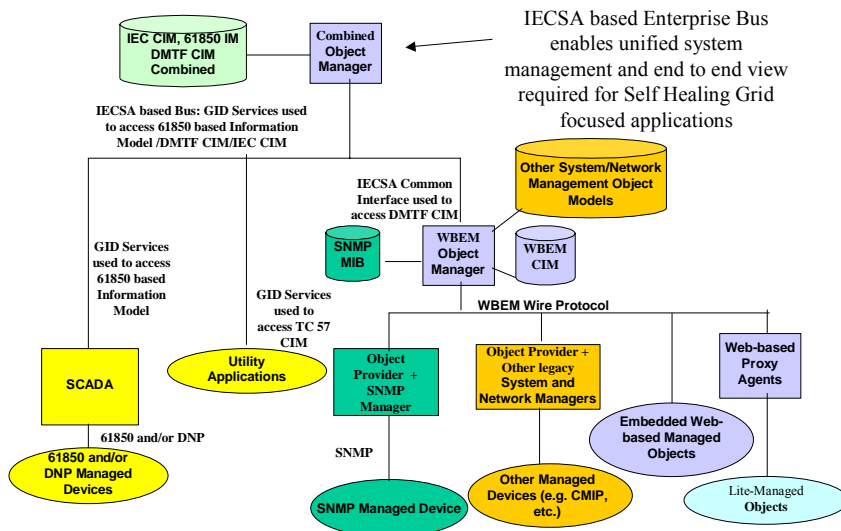 IECSA based Enterprise Bus
enables unified system
management and end to end view
required for Self Healing Grid
focused applications
IEC CIM, 61850 IM
DMTF CIM
Combined
Combined
Object
Manager
IECSA based Bus: GID Services used
to access 61850 based Information
Model /DMTF CIM/IEC CIM
Other System/Network
Management Object
Models
IECSA Common
Interface used to
access DMTF CIM
SNMP
MIB
WBEM
Object
Manager
WBEM
CIM
GID Services
used to access
61850 based
Information
Model
GID Services
used to
access TC 57
CIM
WBEM Wire Protocol
SCADA
Utility
Applications
Object
Provider +
SNMP
Manager
Object Provider +
Other legacy
System and
Network Managers
Web-based
Proxy
Agents
61850 and/or DNP
SNMP
Embedded Web-
based Managed
Objects
61850 and/or
DNP Managed
Devices
SNMP Managed Device
Other Managed
Devices (e.g. CMIP,
etc.)
Lite-Managed
Objects